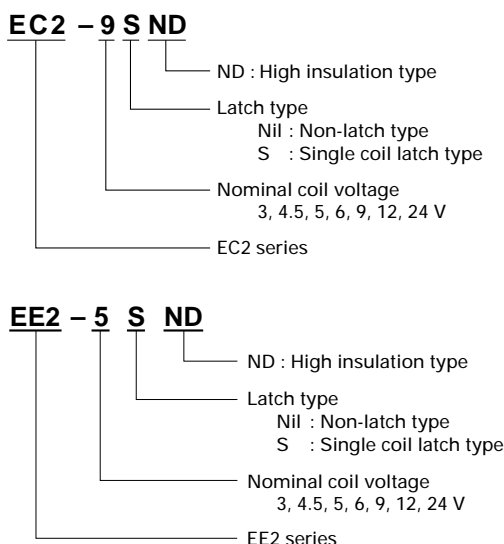 EC2 – 9 S ND
ND : High insulation type
Latch type
Nil : Non-latch type
S : Single coil latch type
Nominal coil voltage
3, 4.5, 5, 6, 9, 12, 24 V
EC2 series
EE2 – 5 S ND
ND : High insulation type
Latch type
Nil : Non-latch type
S : Single coil latch type
Nominal coil voltage
3, 4.5, 5, 6, 9, 12, 24 V
EE2 series